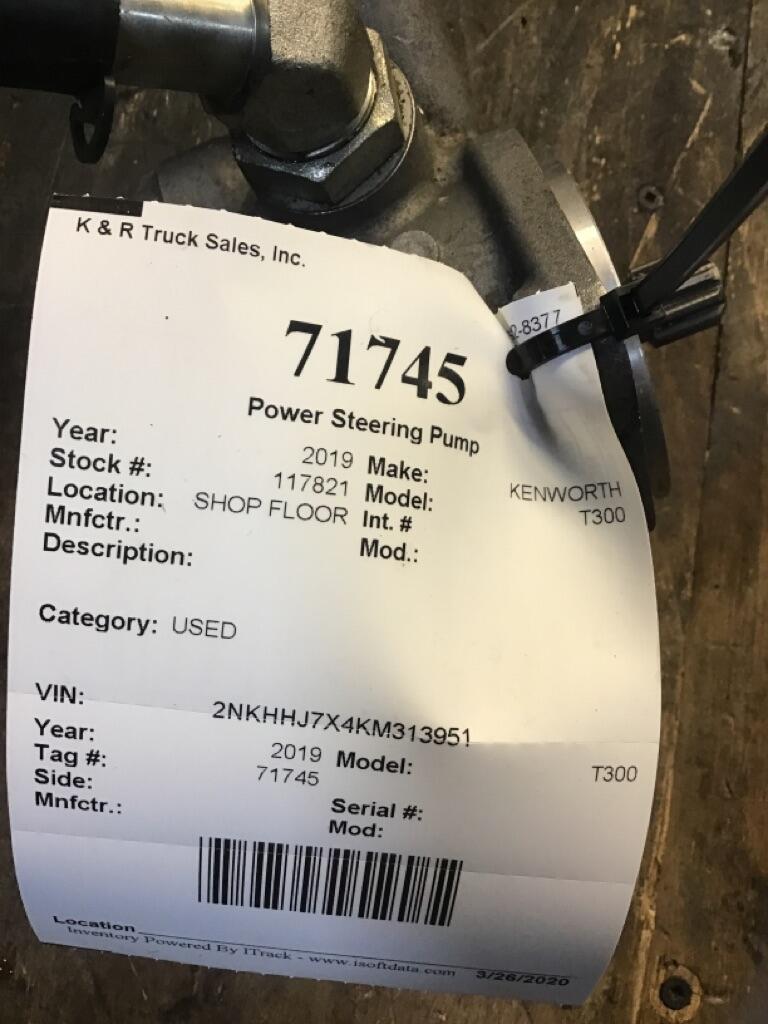 K & R Truck Sales, Inc.
-8377
71745
Power Steering Pump
Year: 2019 Make: KENWORTH
Stock #: 117821 Model: T300
Location: SHOP FLOOR Int. #
Mnfctr.: Mod.:
Description:
Category: USED
VIN: 2NKHHJ7X4KM313951
Year: 2019 Model: T300
Tag #: 71745
Side: Serial #:
Mnfctr.: Mod:
Location
Inventory Powered By ITrack - www.isoftdata.com 3/26/2020